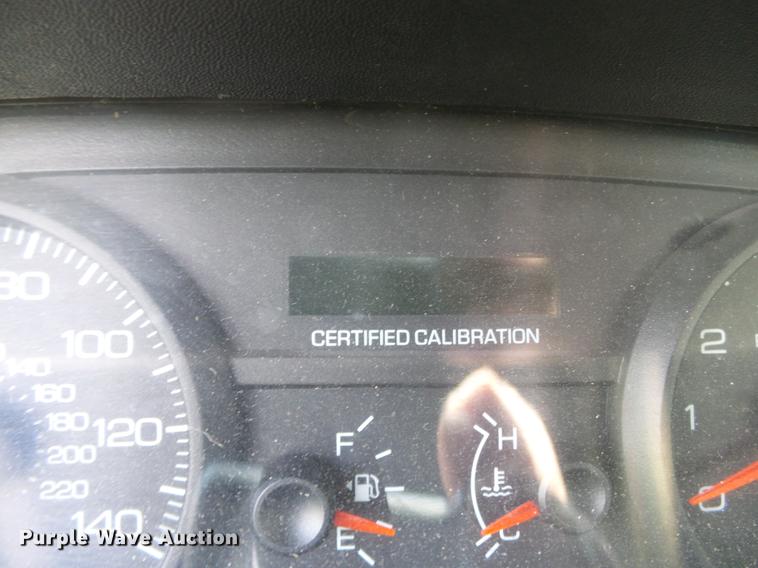 CERTIFIED CALIBRATION
80
100
120
140
140
160
180
200
220
F
E
H
C
2
1
0
Purple Wave Auction